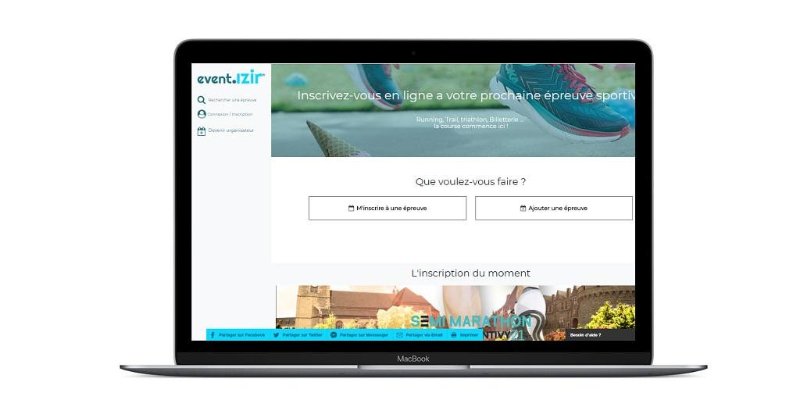 event.IZIR
Rechercher une épreuve
Connexion / Inscription
Devenir organisateur
Inscrivez-vous en ligne a votre prochaine épreuve sportiv
Running, Trail, triathlon, Billetterie ...
la course commence ici !
Que voulez-vous faire ?
M'inscrire à une épreuve
Ajouter une épreuve
L'inscription du moment
SEMI MARATHON
Partager sur Facebook
Partager sur Twitter
Partager sur Messenger
Partager via Email
Imprimer
Besoin d'aide ?
MacBook